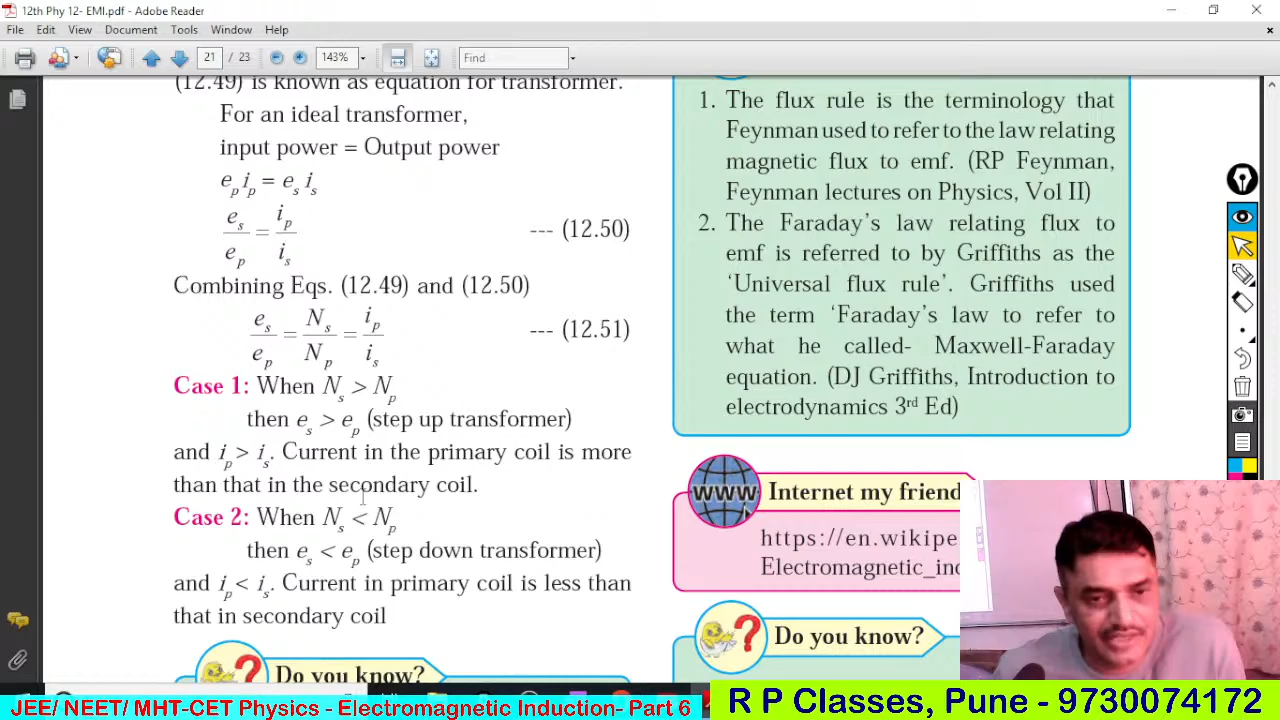 12th Phy 12- EMI.pdf - Adobe Reader
File Edit View Document Tools Window Help
21 / 23 143% Find
(12.49) is known as equation for transformer.
For an ideal transformer,
input power = Output power
e_p i_p = e_s i_s
e_s / e_p = i_p / i_s --- (12.50)
Combining Eqs. (12.49) and (12.50)
e_s / e_p = N_s / N_p = i_p / i_s --- (12.51)
Case 1: When N_s > N_p
then e_s > e_p (step up transformer)
and i_p > i_s. Current in the primary coil is more
than that in the secondary coil.
Case 2: When N_s < N_p
then e_s < e_p (step down transformer)
and i_p < i_s. Current in primary coil is less than
that in secondary coil
Do you know?
1. The flux rule is the terminology that
Feynman used to refer to the law relating
magnetic flux to emf. (RP Feynman,
Feynman lectures on Physics, Vol II)
2. The Faraday's law relating flux to
emf is referred to by Griffiths as the
'Universal flux rule'. Griffiths used
the term 'Faraday's law to refer to
what he called- Maxwell-Faraday
equation. (DJ Griffiths, Introduction to
electrodynamics 3rd Ed)
www
Internet my friend
https://en.wikipe
Electromagnetic_ind
Do you know?
JEE/ NEET/ MHT-CET Physics - Electromagnetic Induction- Part 6
R P Classes, Pune - 9730074172